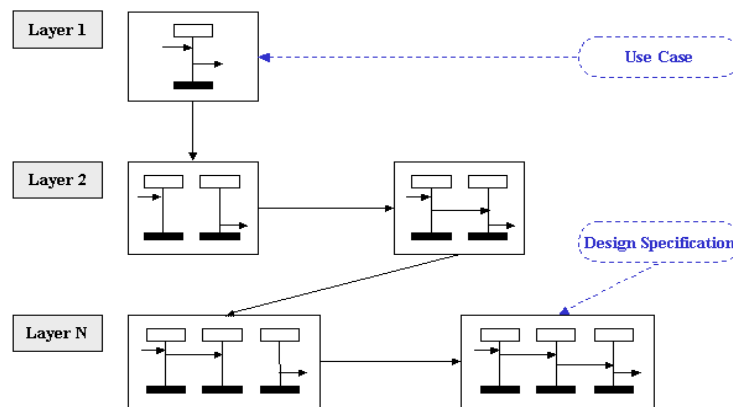 Layer 1
Use Case
Layer 2
Design Specification
Layer N